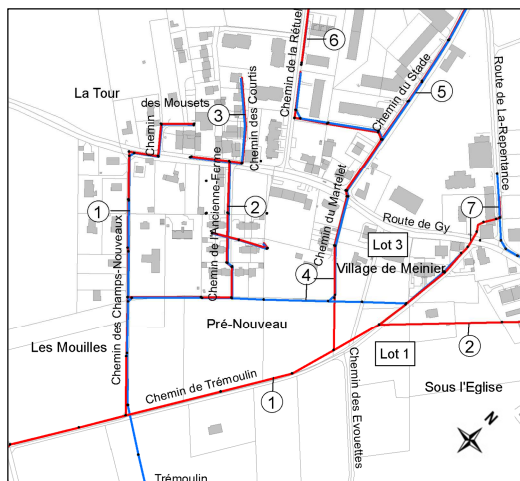 6
Chemin de la Rétuel
La Tour
Chemin du Stade
5
Route de La-Repentance
Chemin
des Mousets
3
Chemin des Courtis
1
2
Chemin de l'Ancienne-Ferme
Chemin du Martelet
Route de Gy
7
Lot 3
4
Village de Meinier
Chemin des Champs-Nouveaux
Pré-Nouveau
Les Mouilles
Lot 1
2
Chemin de Trémoulin
1
Chemin des Evouettes
Sous l'Eglise
N
Trémoulin